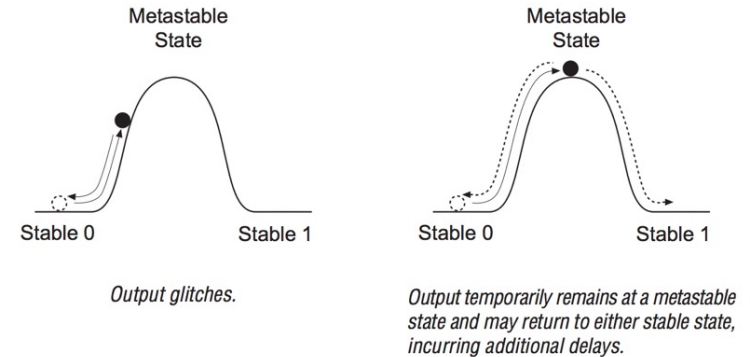 Metastable
State
Stable 0
Stable 1
Output glitches.
Metastable
State
Stable 0
Stable 1
Output temporarily remains at a metastable
state and may return to either stable state,
incurring additional delays.